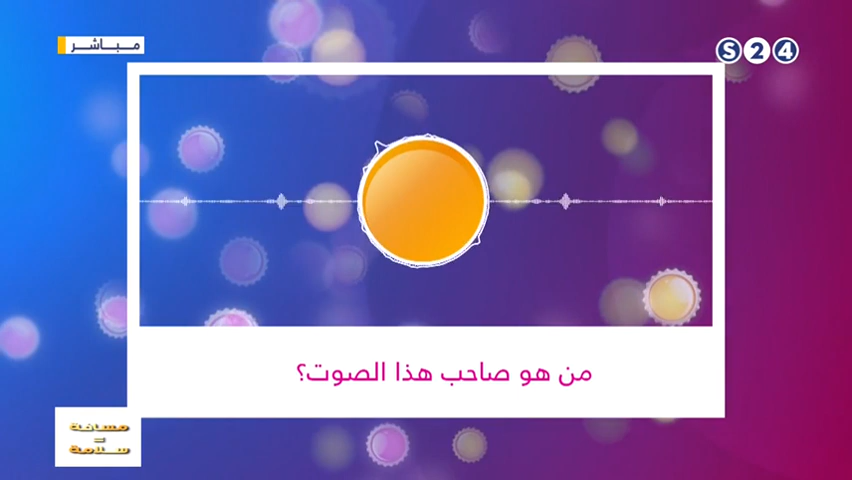 مباشر
S24
من هو صاحب هذا الصوت؟
مسافة
=
سلامة